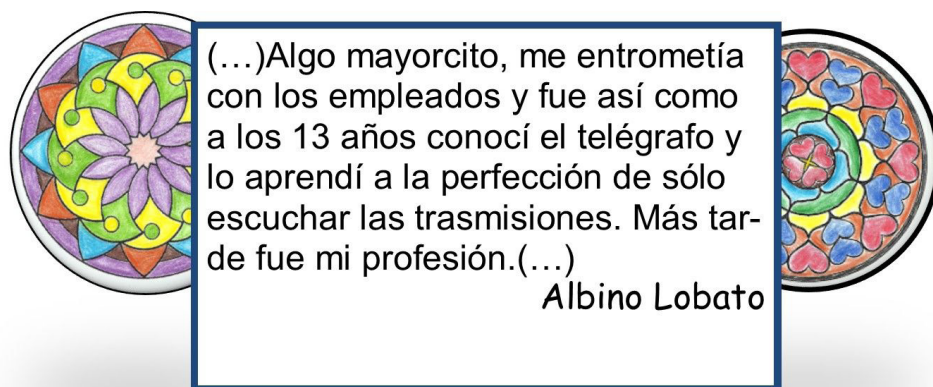 (…)Algo mayorcito, me entrometía
con los empleados y fue así como
a los 13 años conocí el telégrafo y
lo aprendí a la perfección de sólo
escuchar las trasmisiones. Más tar-
de fue mi profesión.(…)
Albino Lobato